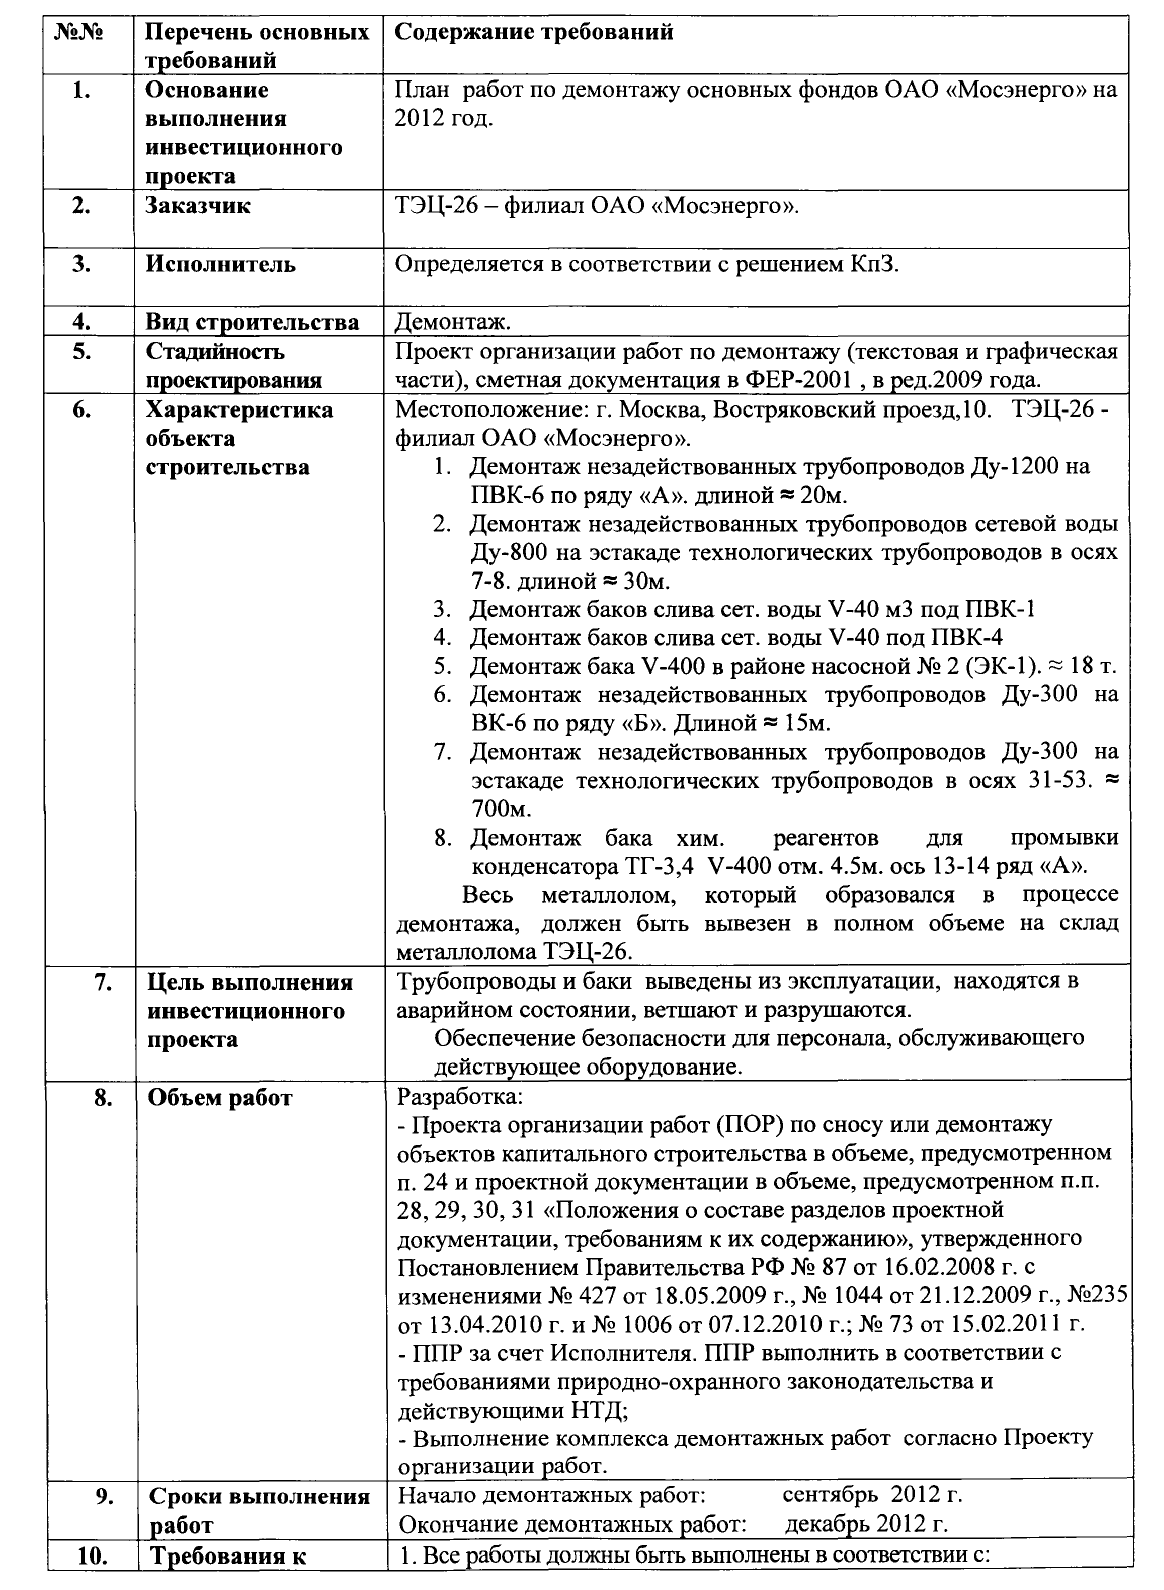 №№ Перечень основных требований Содержание требований
1. Основание выполнения инвестиционного проекта
План работ по демонтажу основных фондов ОАО «Мосэнерго» на
2012 год.
2. Заказчик
ТЭЦ-26 – филиал ОАО «Мосэнерго».
3. Исполнитель
Определяется в соответствии с решением КпЗ.
4. Вид строительства
Демонтаж.
5. Стадийность
проектирования
Проект организации работ по демонтажу (текстовая и графическая
части), сметная документация в ФЕР-2001 , в ред.2009 года.
6. Характеристика
объекта
строительства
Местоположение: г. Москва, Востряковский проезд,10. ТЭЦ-26 -
филиал ОАО «Мосэнерго».
1. Демонтаж незадействованных трубопроводов Ду-1200 на
ПВК-6 по ряду «А». длиной ≈ 20м.
2. Демонтаж незадействованных трубопроводов сетевой воды
Ду-800 на эстакаде технологических трубопроводов в осях
7-8. длиной ≈ 30м.
3. Демонтаж баков слива сет. воды V-40 м3 под ПВК-1
4. Демонтаж баков слива сет. воды V-40 под ПВК-4
5. Демонтаж бака V-400 в районе насосной № 2 (ЭК-1). ≈ 18 т.
6. Демонтаж незадействованных трубопроводов Ду-300 на
ВК-6 по ряду «Б». Длиной ≈ 15м.
7. Демонтаж незадействованных трубопроводов Ду-300 на
эстакаде технологических трубопроводов в осях 31-53. ≈
700м.
8. Демонтаж бака хим. реагентов для промывки
конденсатора ТГ-3,4 V-400 отм. 4.5м. ось 13-14 ряд «А».
Весь металлолом, который образовался в процессе
демонтажа, должен быть вывезен в полном объеме на склад
металлолома ТЭЦ-26.
7. Цель выполнения
инвестиционного
проекта
Трубопроводы и баки выведены из эксплуатации, находятся в
аварийном состоянии, ветшают и разрушаются.
Обеспечение безопасности для персонала, обслуживающего
действующее оборудование.
8. Объем работ
Разработка:
- Проекта организации работ (ПОР) по сносу или демонтажу
объектов капитального строительства в объеме, предусмотренном
п. 24 и проектной документации в объеме, предусмотренном п.п.
28, 29, 30, 31 «Положения о составе разделов проектной
документации, требованиям к их содержанию», утвержденного
Постановлением Правительства РФ № 87 от 16.02.2008 г. с
изменениями № 427 от 18.05.2009 г., № 1044 от 21.12.2009 г., №235
от 13.04.2010 г. и № 1006 от 07.12.2010 г.; № 73 от 15.02.2011 г.
- ППР за счет Исполнителя. ППР выполнить в соответствии с
требованиями природно-охранного законодательства и
действующими НТД;
- Выполнение комплекса демонтажных работ согласно Проекту
организации работ.
9. Сроки выполнения
работ
Начало демонтажных работ: сентябрь 2012 г.
Окончание демонтажных работ: декабрь 2012 г.
10. Требования к
1. Все работы должны быть выполнены в соответствии с: